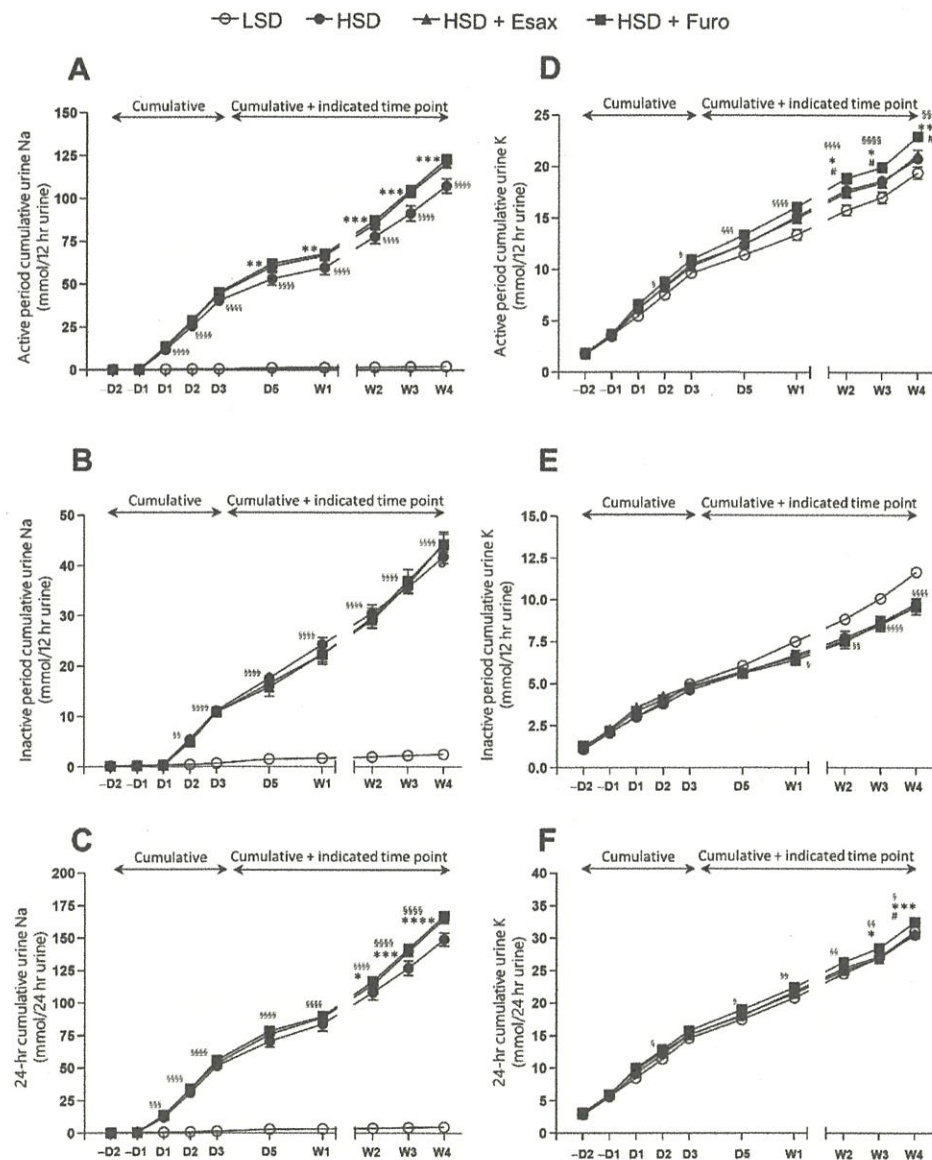 LSD HSD HSD + Esax HSD + Furo
A
Cumulative Cumulative + indicated time point
Active period cumulative urine Na
(mmol/12 hr urine)
150
125
100
75
50
25
0
** ** *** *** ***
§§§§ §§§§ §§§§ §§§§ §§§§ §§§§ §§§§ §§§§
–D2 –D1 D1 D2 D3 D5 W1 W2 W3 W4
B
Cumulative Cumulative + indicated time point
Inactive period cumulative urine Na
(mmol/12 hr urine)
50
40
30
20
10
0
§§ §§§§ §§§§ §§§§ §§§§ §§§§ §§§§
–D2 –D1 D1 D2 D3 D5 W1 W2 W3 W4
C
Cumulative Cumulative + indicated time point
24-hr cumulative urine Na
(mmol/24 hr urine)
200
175
150
125
100
75
50
25
0
§§§ §§§§ §§§§ §§§§ §§§§ §§§§ §§§§ §§§§
* *** ****
–D2 –D1 D1 D2 D3 D5 W1 W2 W3 W4
D
Cumulative Cumulative + indicated time point
Active period cumulative urine K
(mmol/12 hr urine)
25
20
15
10
5
0
§ § §§§ §§§§ §§§§ §§§§
* * **
# # #
–D2 –D1 D1 D2 D3 D5 W1 W2 W3 W4
E
Cumulative Cumulative + indicated time point
Inactive period cumulative urine K
(mmol/12 hr urine)
15.0
12.5
10.0
7.5
5.0
2.5
0.0
§ §§ §§§§ §§§§
–D2 –D1 D1 D2 D3 D5 W1 W2 W3 W4
F
Cumulative Cumulative + indicated time point
24-hr cumulative urine K
(mmol/24 hr urine)
40
35
30
25
20
15
10
5
0
§ § §§ §§ §§ §
* ***
#
–D2 –D1 D1 D2 D3 D5 W1 W2 W3 W4